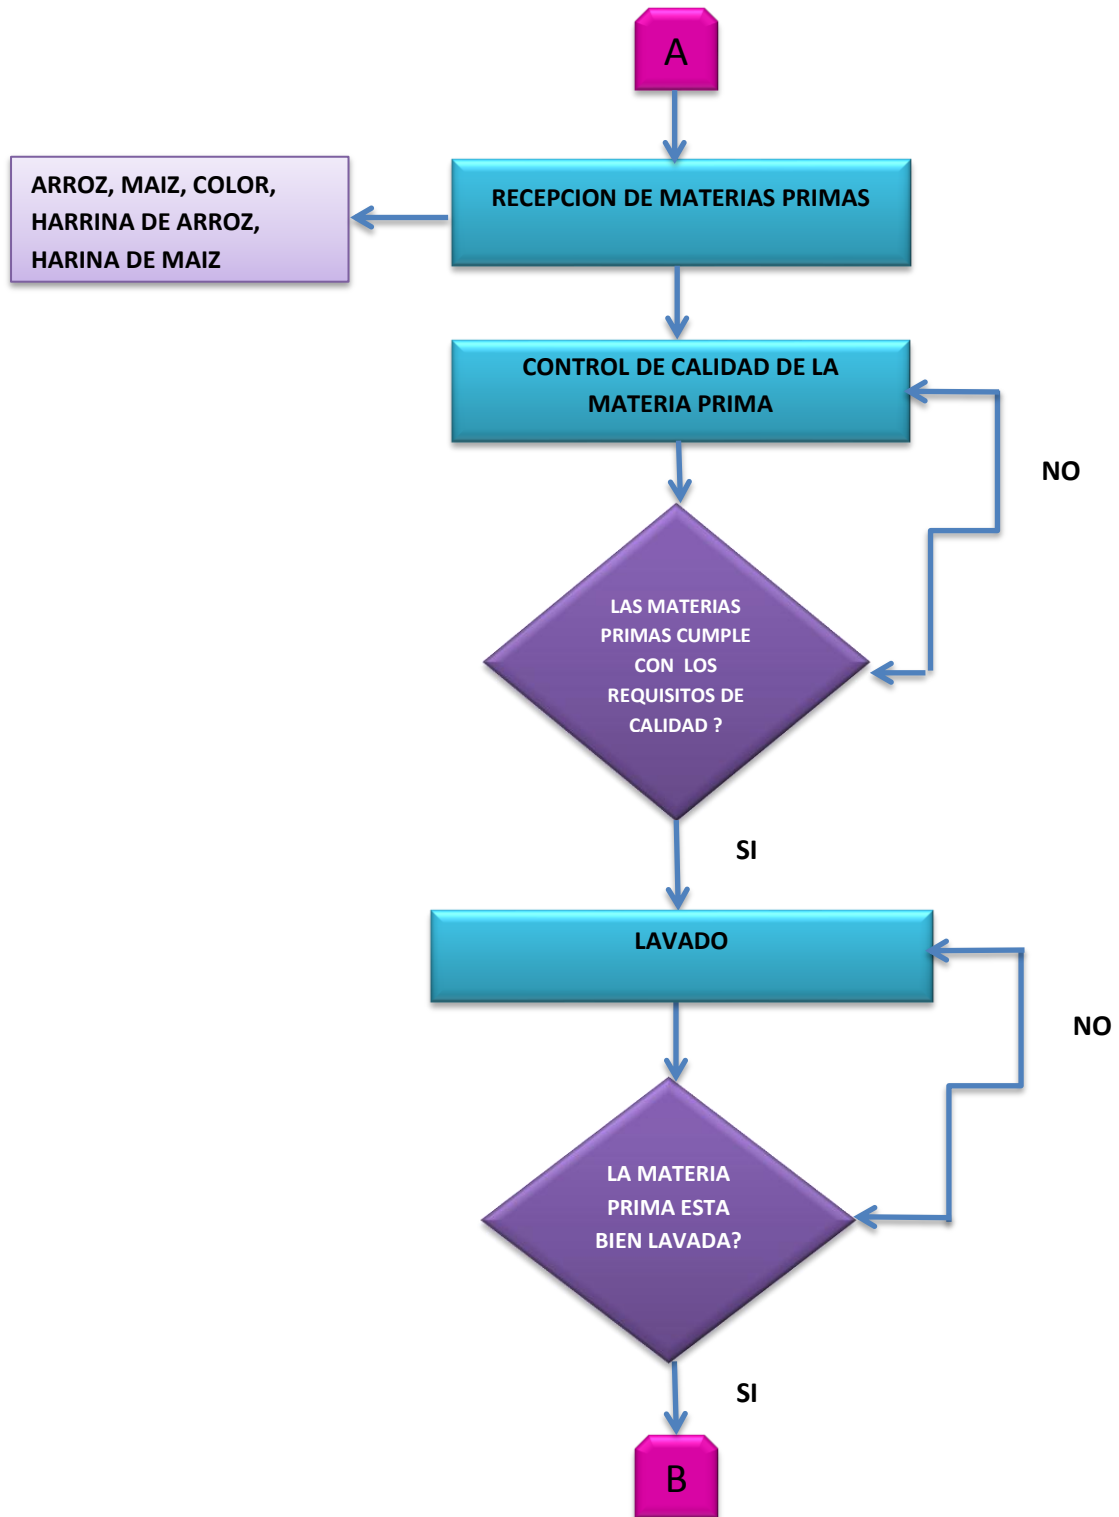 A
ARROZ, MAIZ, COLOR,
HARRINA DE ARROZ,
HARINA DE MAIZ
RECEPCION DE MATERIAS PRIMAS
CONTROL DE CALIDAD DE LA
MATERIA PRIMA
NO
LAS MATERIAS
PRIMAS CUMPLE
CON LOS
REQUISITOS DE
CALIDAD ?
SI
LAVADO
NO
LA MATERIA
PRIMA ESTA
BIEN LAVADA?
SI
B